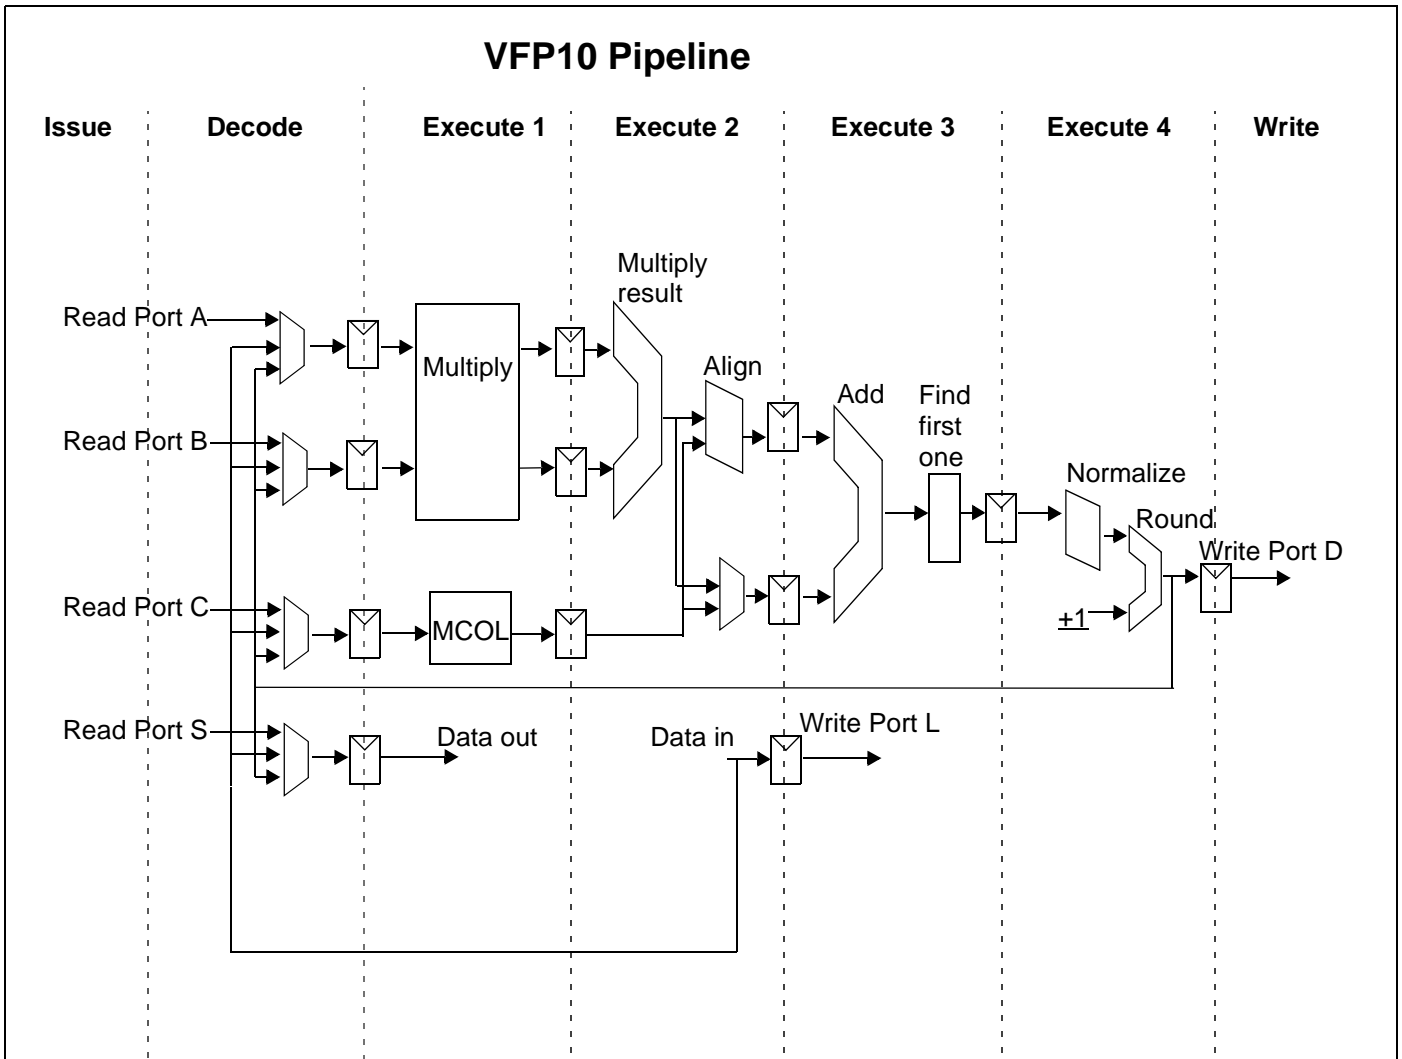 VFP10 Pipeline
Issue
Decode
Execute 1
Execute 2
Execute 3
Execute 4
Write
Multiply
result
Read Port A
Multiply
Align
Add
Find
first
one
Read Port B
Normalize
Round
Write Port D
Read Port C
MCOL
+1
Read Port S
Data out
Data in
Write Port L